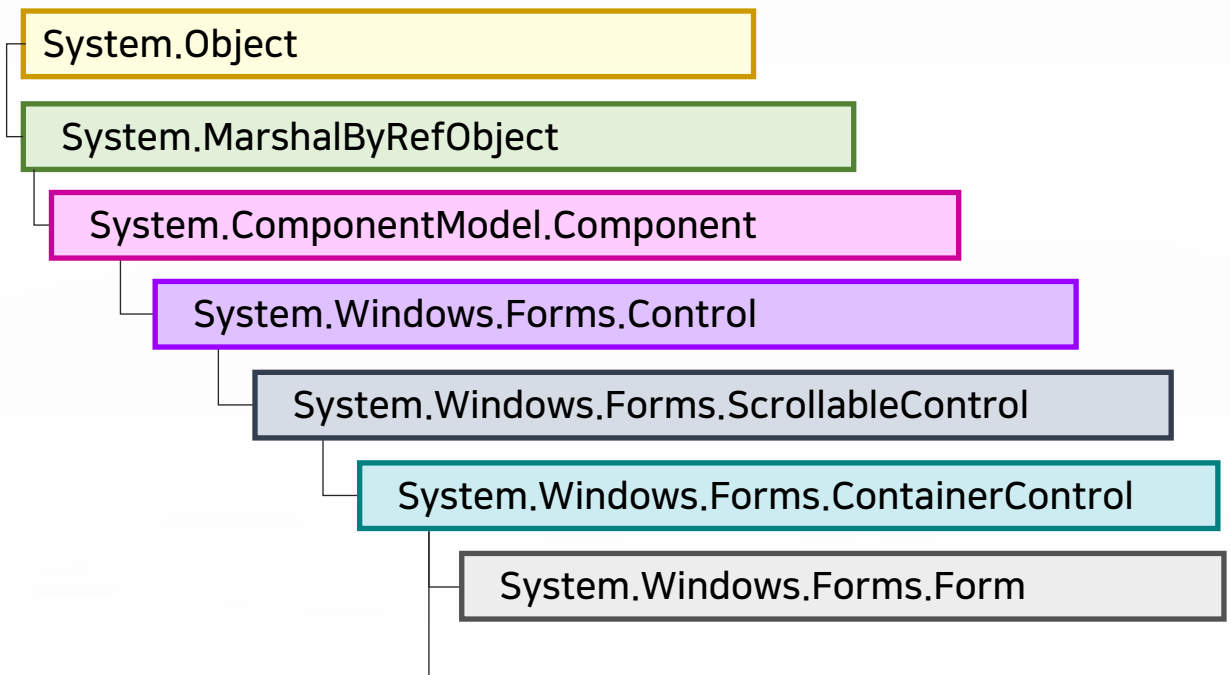 System.Object
System.MarshalByRefObject
System.ComponentModel.Component
System.Windows.Forms.Control
System.Windows.Forms.ScrollableControl
System.Windows.Forms.ContainerControl
System.Windows.Forms.Form